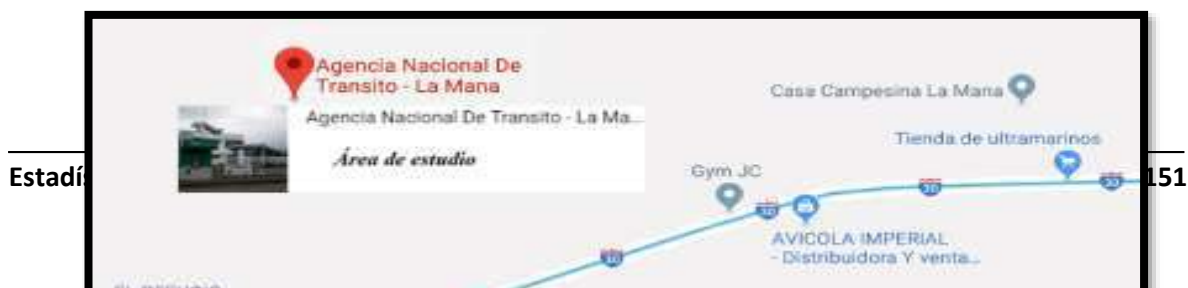 Agencia Nacional De
Transito - La Mana
Agencia Nacional De Transito - La Ma...
Área de estudio
Casa Campesina La Mana
Tienda de ultramarinos
Gym JC
Estadís
151
30
30
30
30
AVICOLA IMPERIAL
- Distribuidora Y venta...